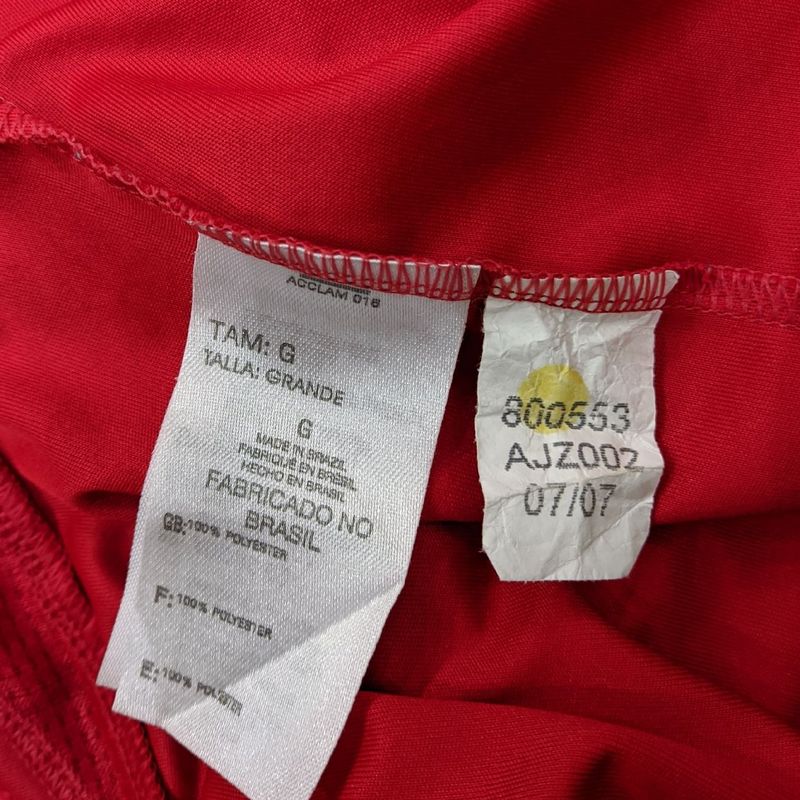 ACCLAM 016
TAM: G
TALLA: GRANDE
G
MADE IN BRAZIL
FABRIQUÉ EN BRESIL
HECHO EN BRASIL
FABRICADO NO
BRASIL
GB: 100% POLYESTER
F: 100% POLYESTER
E: 100% POLYESTER
800553
AJZ002
07/07